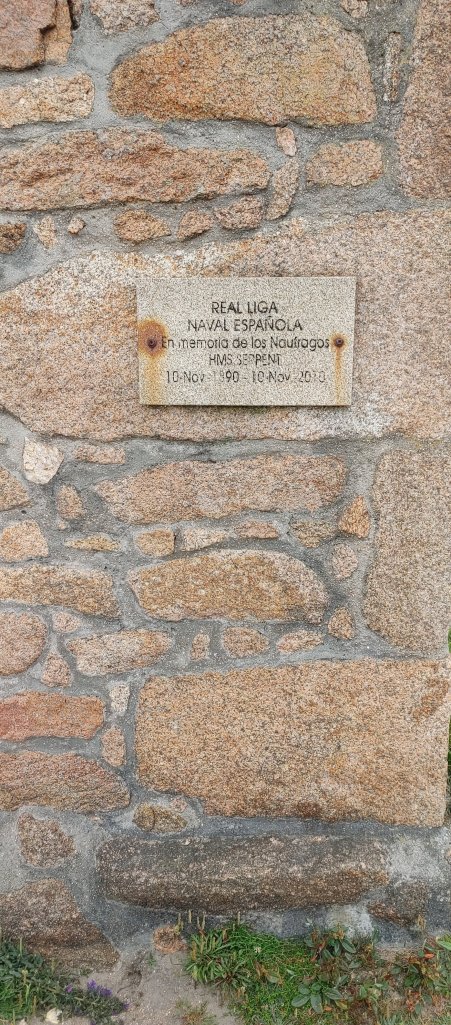 REAL LIGA
NAVAL ESPAÑOLA
En memoria de los Naufragos
HMS. SERPENT
10-Nov-1890 - 10-Nov-2010